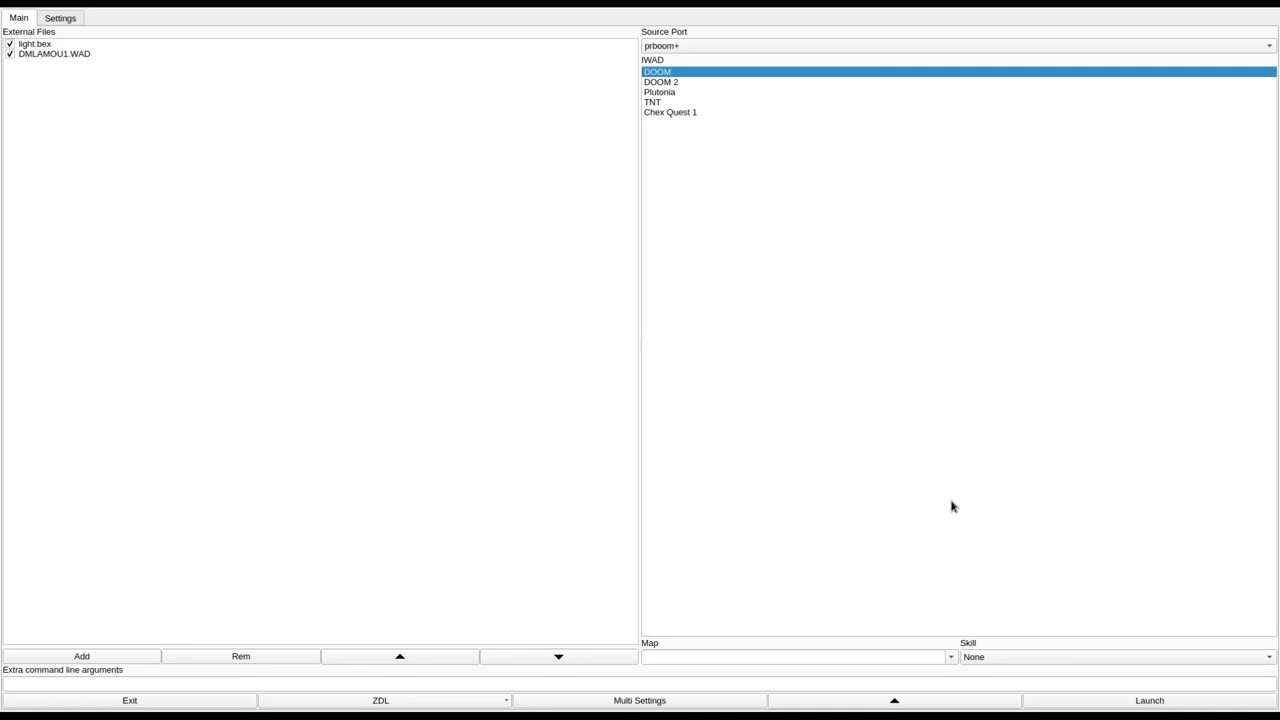 Main
Settings
External Files
light.bex
DMLAMOU1.WAD
Add
Rem
Source Port
prboom+
IWAD
DOOM
DOOM 2
Plutonia
TNT
Chex Quest 1
Map
Skill
None
Extra command line arguments
Exit
ZDL
Multi Settings
Launch